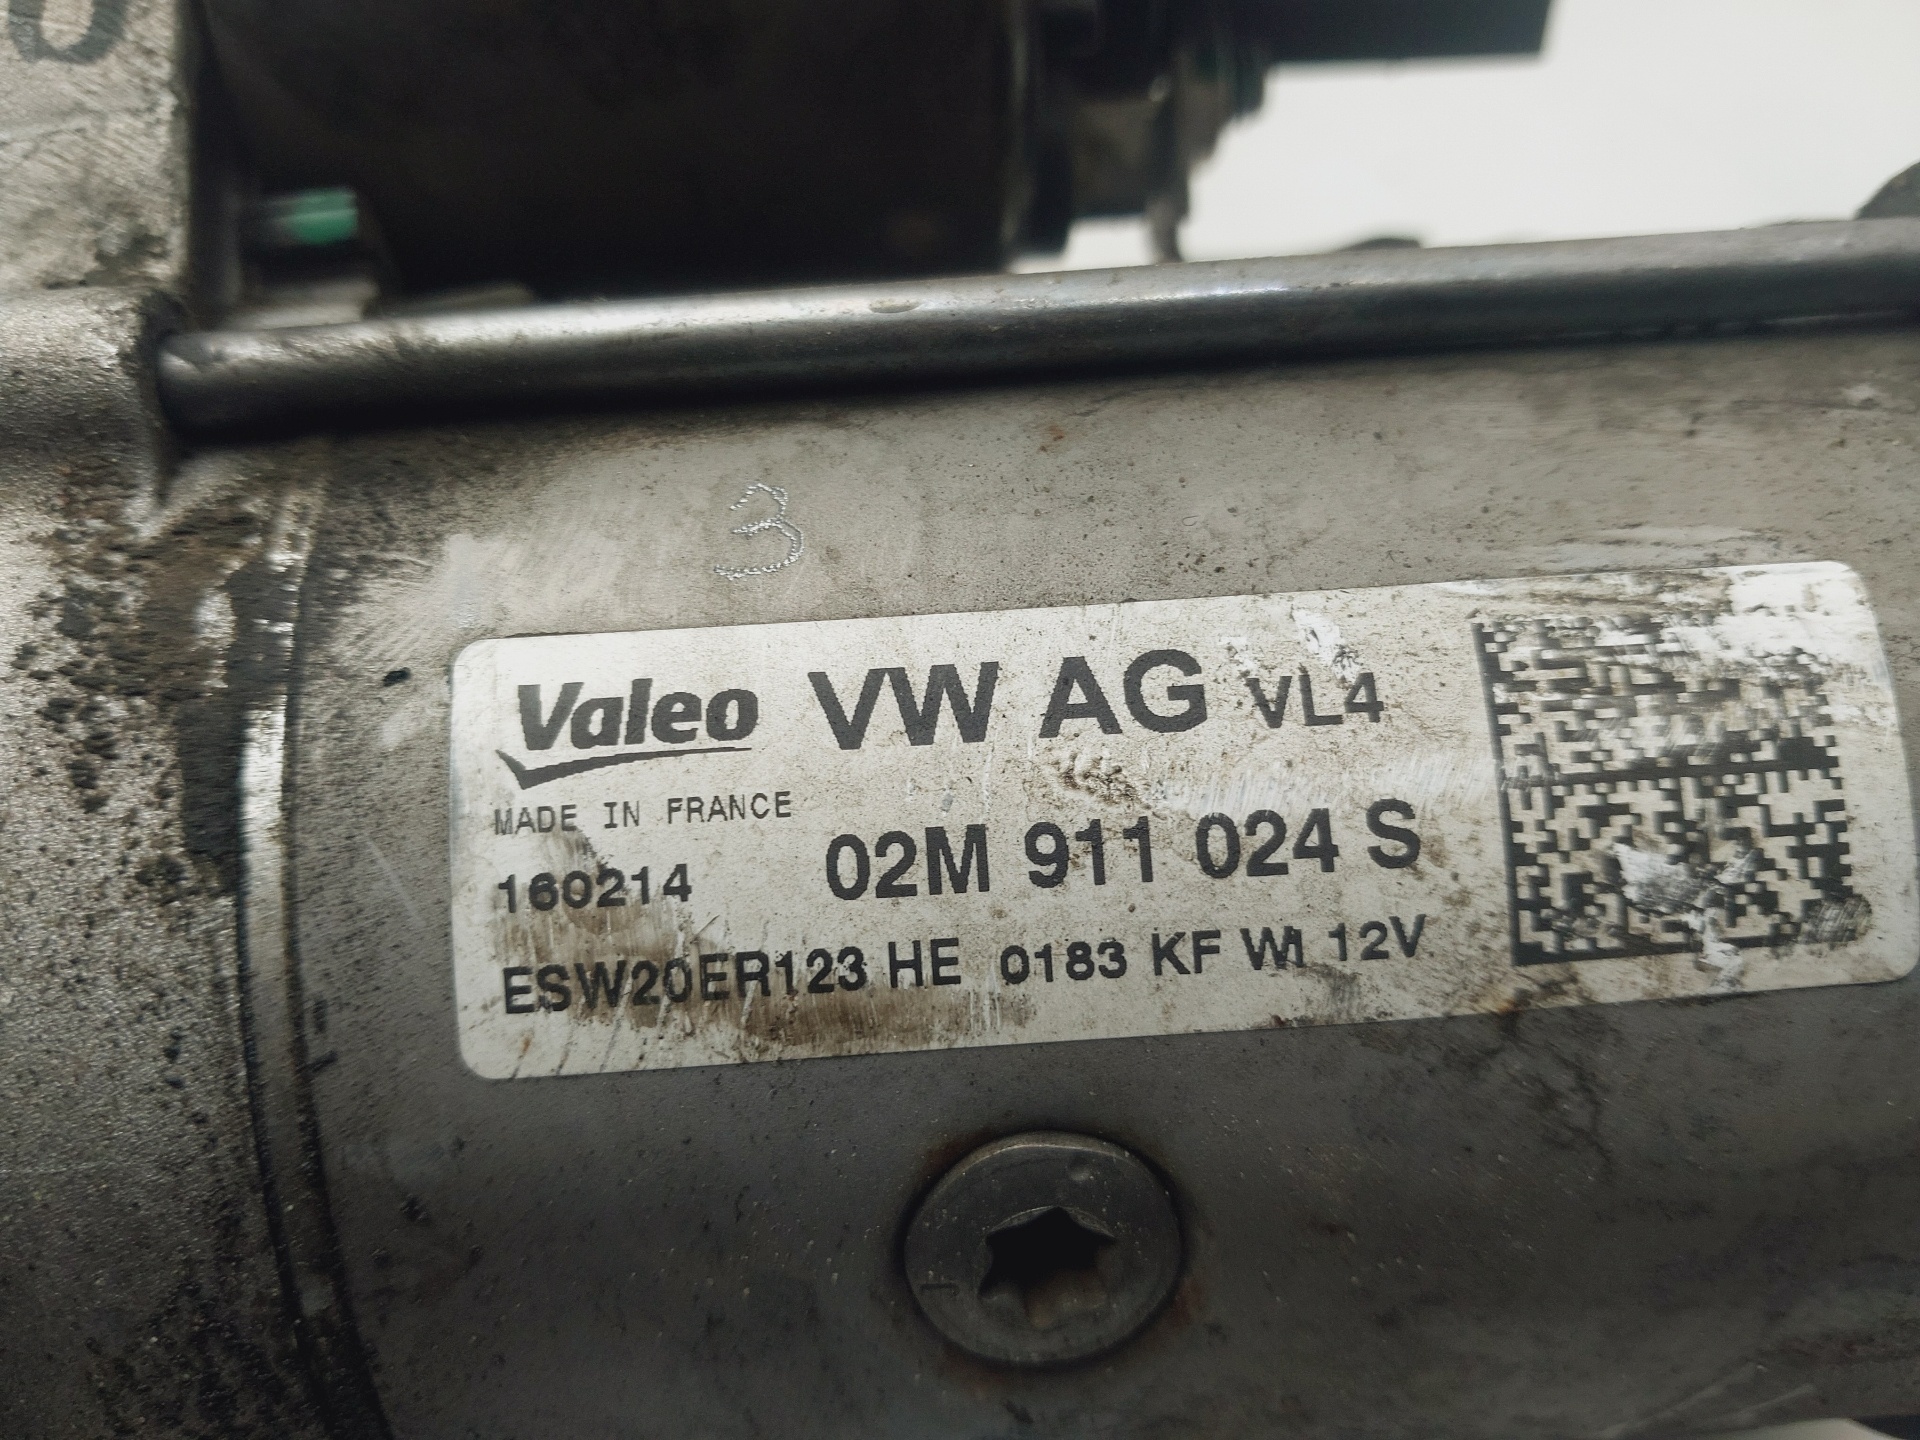 3
Valeo VW AG VL4
MADE IN FRANCE
160214 02M 911 024 S
ESW20ER123 HE 0183 KF WI 12V